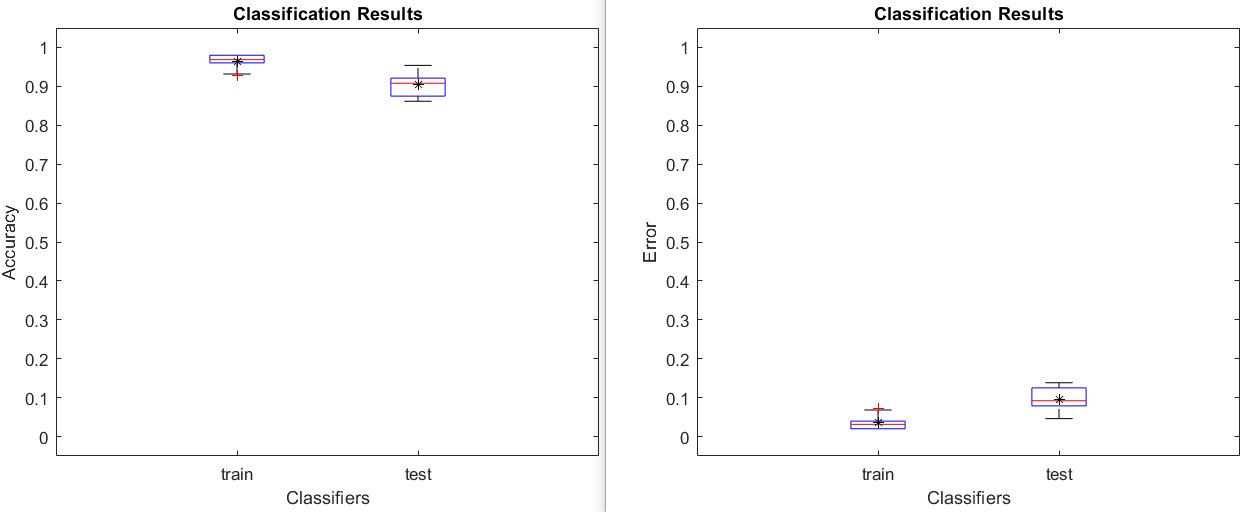 Classification Results
Accuracy
1
0.9
0.8
0.7
0.6
0.5
0.4
0.3
0.2
0.1
0
train test
Classifiers
Classification Results
Error
1
0.9
0.8
0.7
0.6
0.5
0.4
0.3
0.2
0.1
0
train test
Classifiers